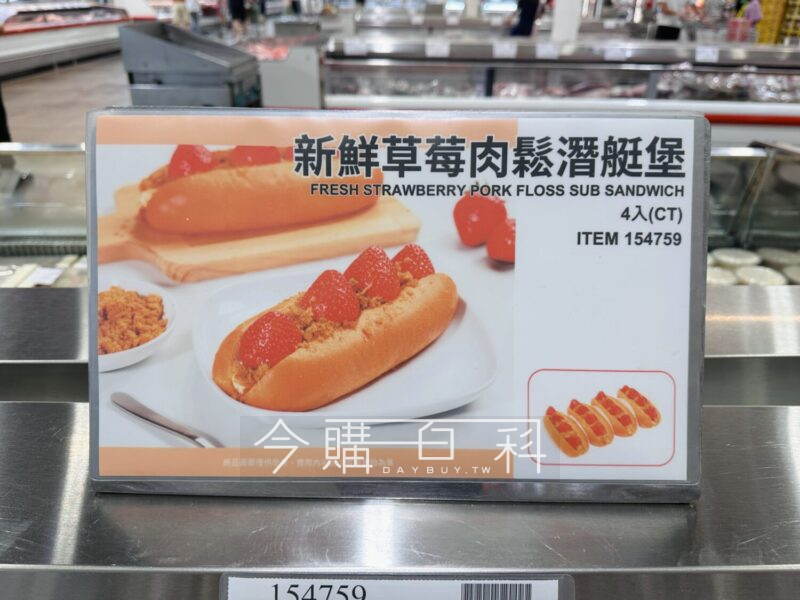 新鮮草莓肉鬆潛艇堡
FRESH STRAWBERRY PORK FLOSS SUB SANDWICH
4入(CT)
ITEM 154759
今購百科
DAYBUY.TW
154759